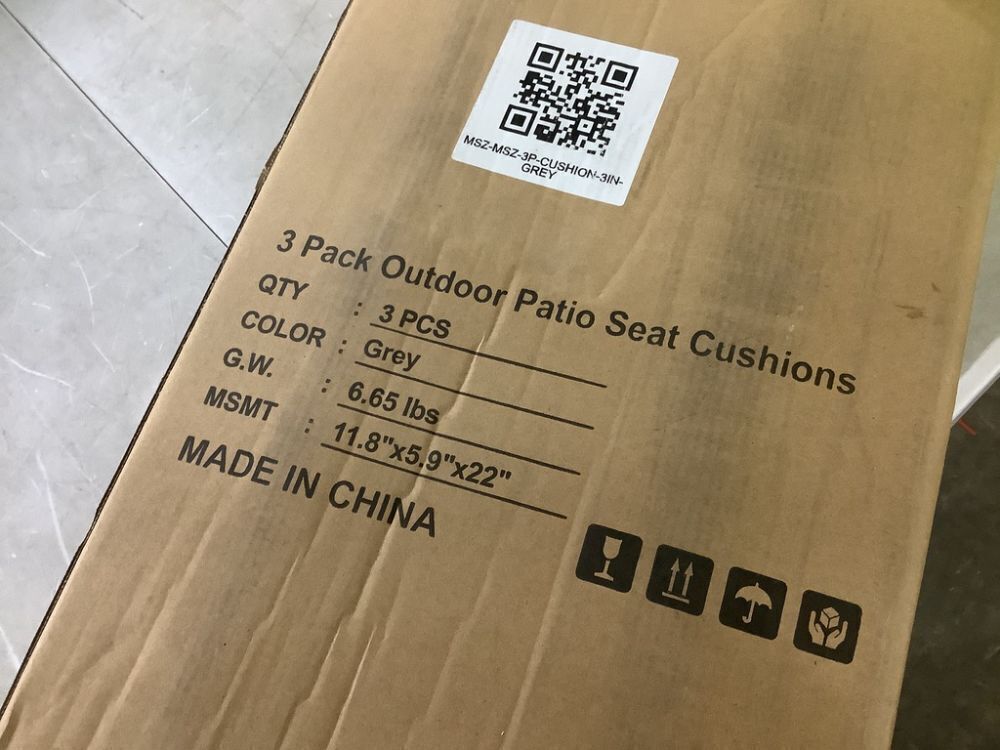 MSZ-MSZ-3P-CUSHION-3IN-
GREY
3 Pack Outdoor Patio Seat Cushions
QTY : 3 PCS
COLOR : Grey
G.W. : 6.65 lbs
MSMT : 11.8"x5.9"x22"
MADE IN CHINA